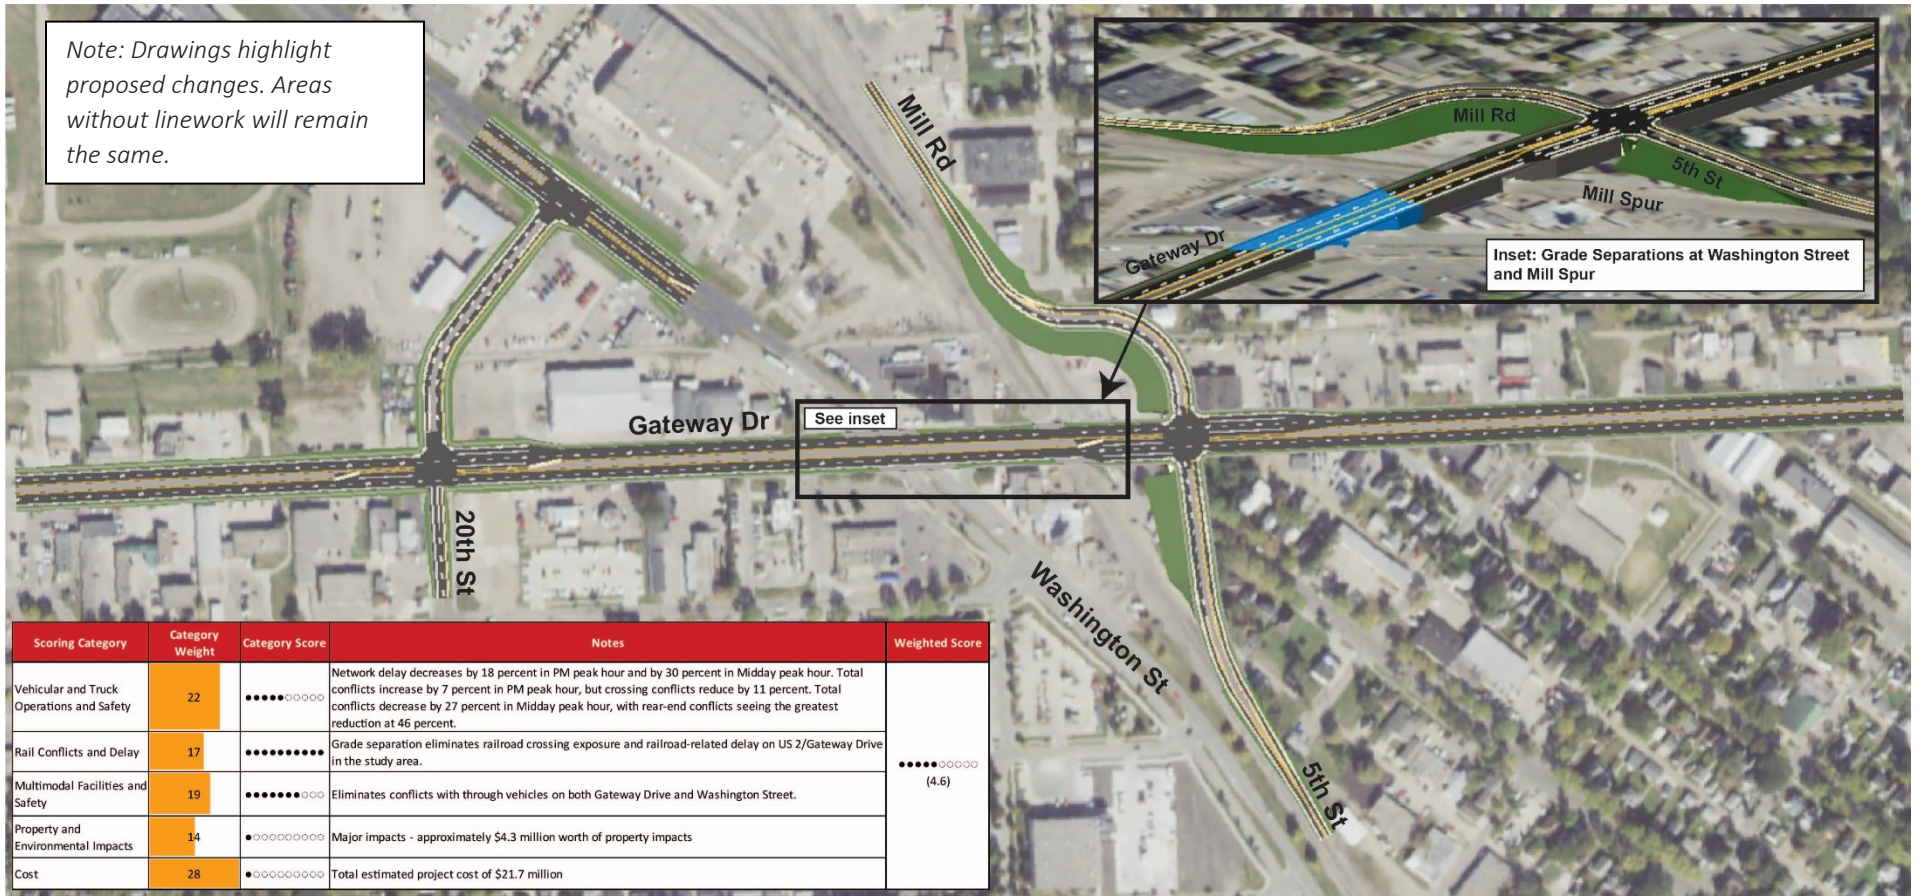 Note: Drawings highlight
proposed changes. Areas
without linework will remain
the same.
Mill Rd
Mill Rd
5th St
Mill Spur
Gateway Dr
Inset: Grade Separations at Washington Street
and Mill Spur
See inset
Gateway Dr
20th St
Washington St
5th St
Scoring Category
Category
Weight
Category Score
Notes
Weighted Score
Vehicular and Truck
Operations and Safety
22
Network delay decreases by 18 percent in PM peak hour and by 30 percent in Midday peak hour. Total
conflicts increase by 7 percent in PM peak hour, but crossing conflicts reduce by 11 percent. Total
conflicts decrease by 27 percent in Midday peak hour, with rear-end conflicts seeing the greatest
reduction at 46 percent.
Rail Conflicts and Delay
17
Grade separation eliminates railroad crossing exposure and railroad-related delay on US 2/Gateway Drive
in the study area.
Multimodal Facilities and
Safety
19
Eliminates conflicts with through vehicles on both Gateway Drive and Washington Street.
Property and
Environmental Impacts
14
Major impacts - approximately $4.3 million worth of property impacts
Cost
28
Total estimated project cost of $21.7 million
(4.6)